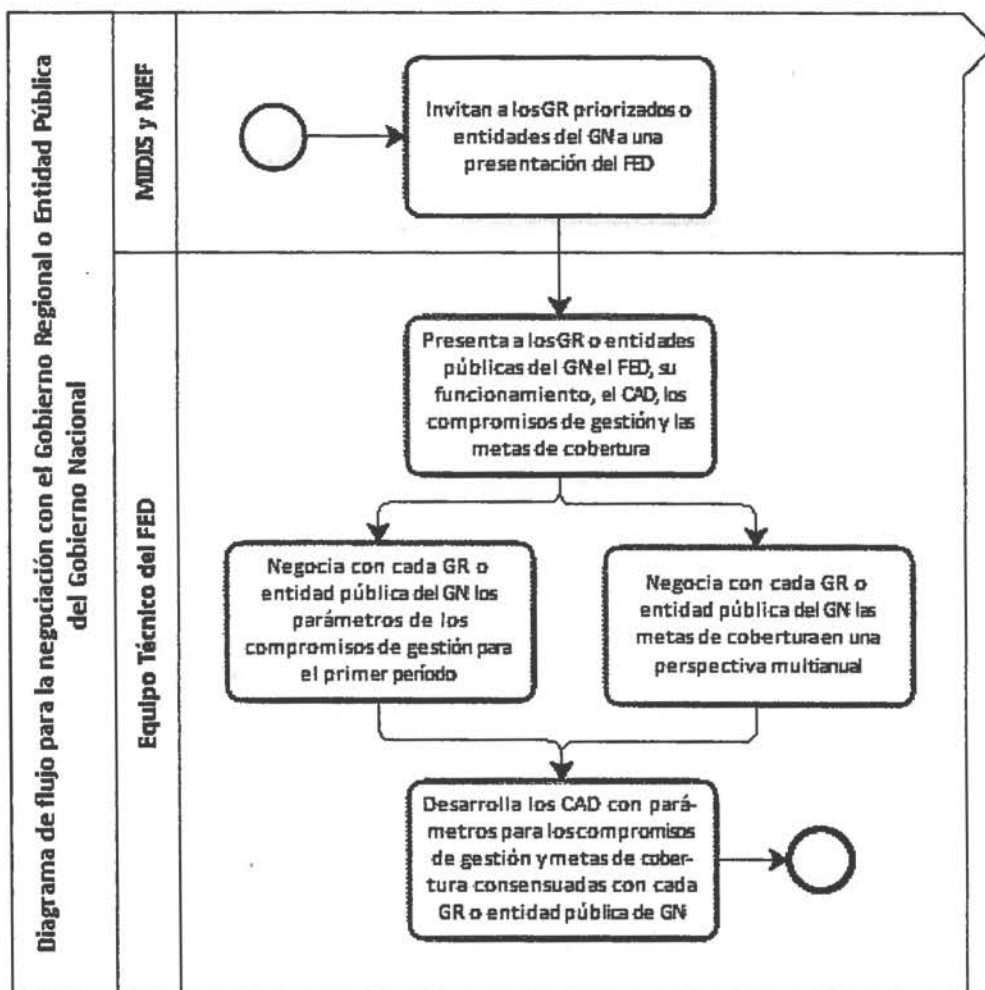 Diagrama de flujo para la negociación con el Gobierno Regional o Entidad Pública
del Gobierno Nacional
MIDIS y MEF
Invitan a los GR priorizados o
entidades del GN a una
presentación del FED
Equipo Técnico del FED
Presenta a los GR o entidades
públicas del GN el FED, su
funcionamiento, el CAD, los
compromisos de gestión y las
metas de cobertura
Negocia con cada GR o
entidad pública del GN los
parámetros de los
compromisos de gestión para
el primer período
Negocia con cada GR o
entidad pública del GN las
metas de cobertura en una
perspectiva multianual
Desarrolla los CAD con pará-
metros para los compromisos
de gestión y metas de cober-
tura consensuadas con cada
GR o entidad pública de GN